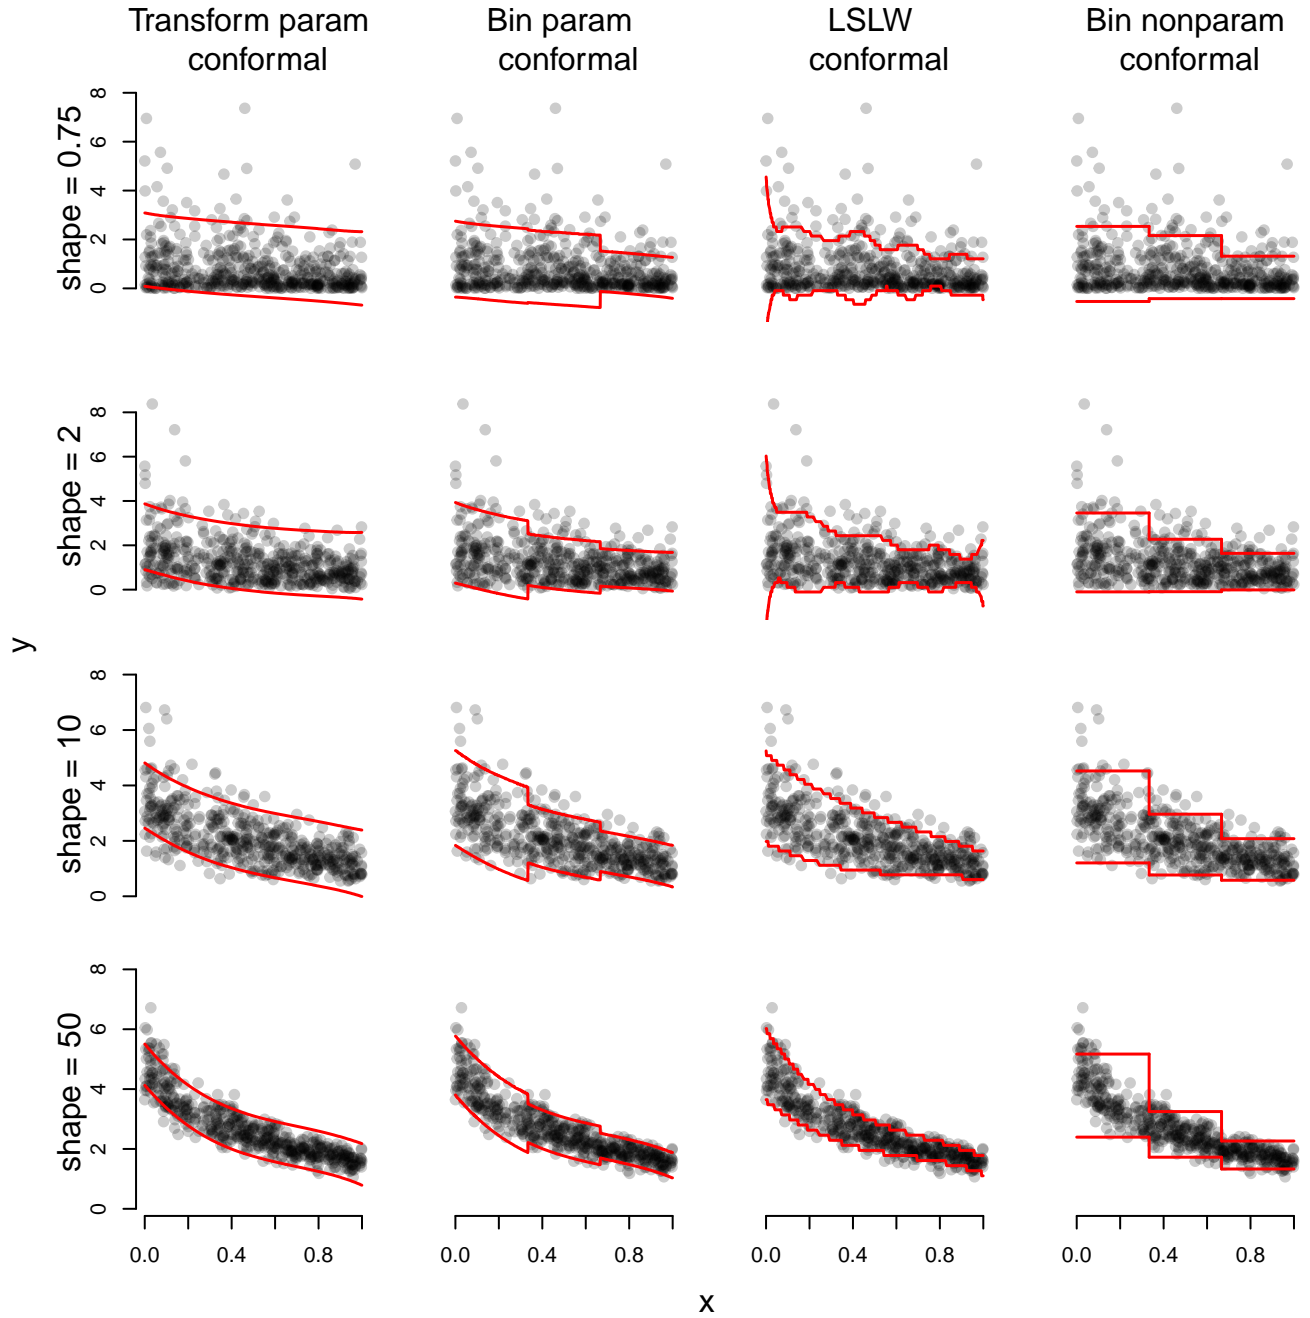 Transform param
conformal
Bin param
conformal
LSLW
conformal
Bin nonparam
conformal
shape = 0.75
0 2 4 6 8
shape = 2
0 2 4 6 8
y
shape = 10
0 2 4 6 8
shape = 50
0 2 4 6 8
0.0 0.4 0.8
0.0 0.4 0.8
0.0 0.4 0.8
0.0 0.4 0.8
x